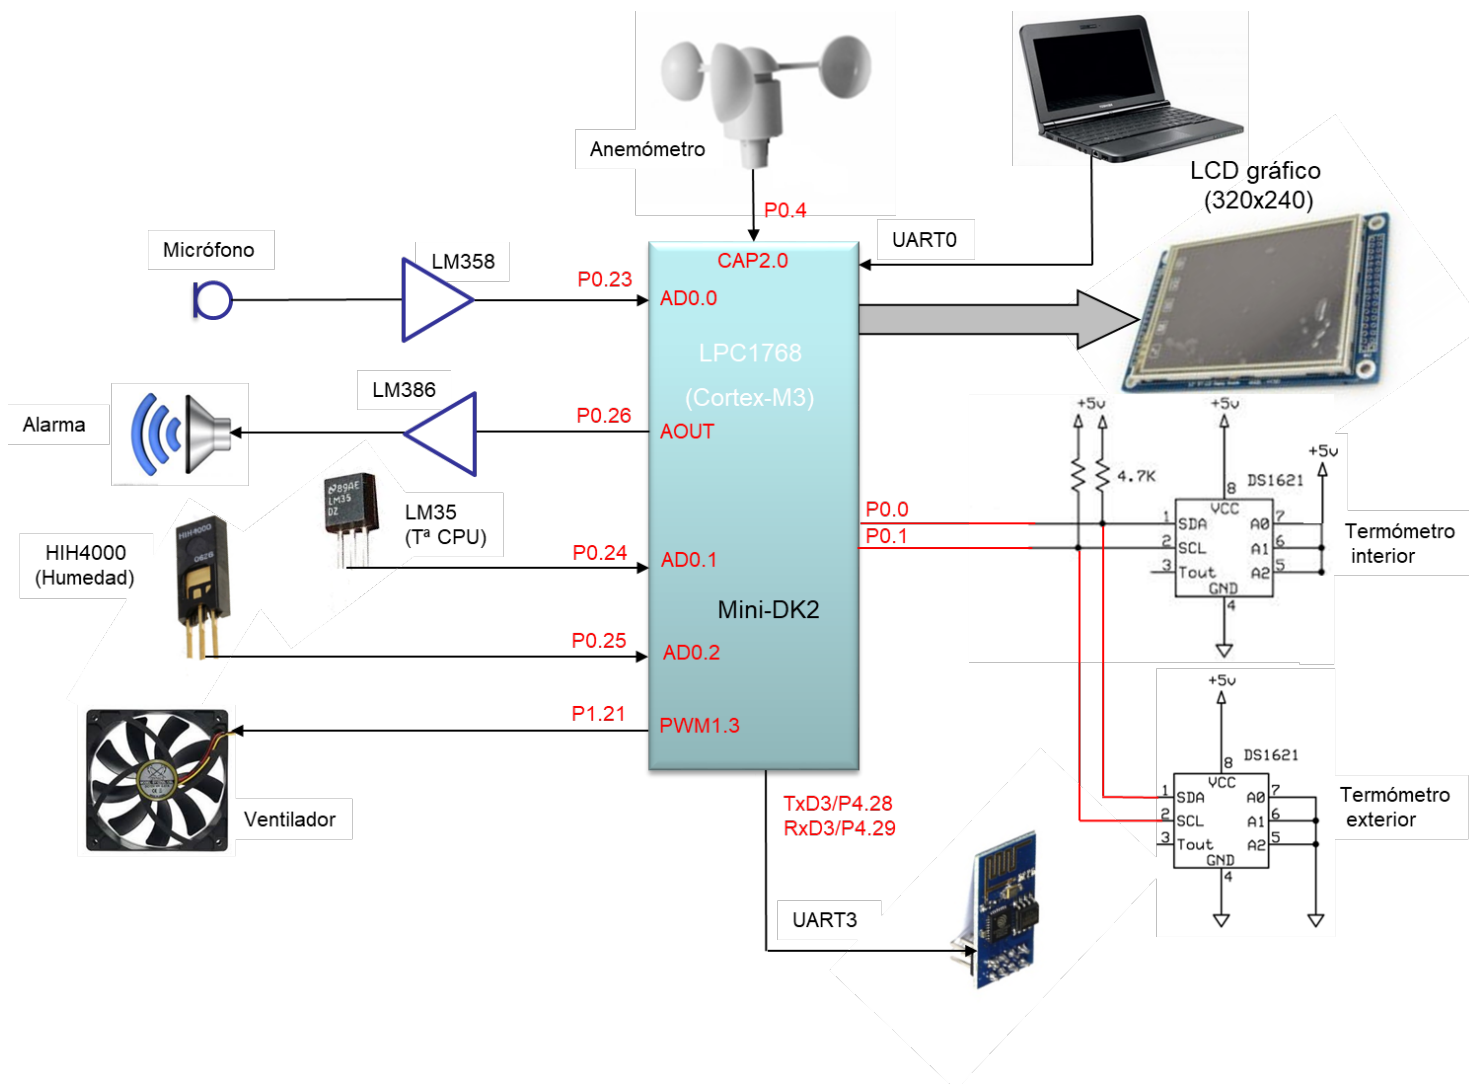 Anemómetro
P0.4
LCD gráfico
(320x240)
UART0
CAP2.0
Micrófono
LM358
P0.23
AD0.0
LPC1768
(Cortex-M3)
Alarma
LM386
P0.26
AOUT
89AE
LM35
DZ
LM35
(Tª CPU)
HIH4000
HIH4000
(Humedad)
P0.24
AD0.1
Mini-DK2
P0.25
AD0.2
P1.21
PWM1.3
Ventilador
TxD3/P4.28
RxD3/P4.29
UART3
P0.0
P0.1
+5v
+5v
+5v
4.7K
8
DS1621
VCC
1
SDA
A0
7
2
SCL
A1
6
3
Tout
A2
5
GND
4
Termómetro
interior
+5v
8
DS1621
VCC
1
SDA
A0
7
2
SCL
A1
6
3
Tout
A2
5
GND
4
Termómetro
exterior